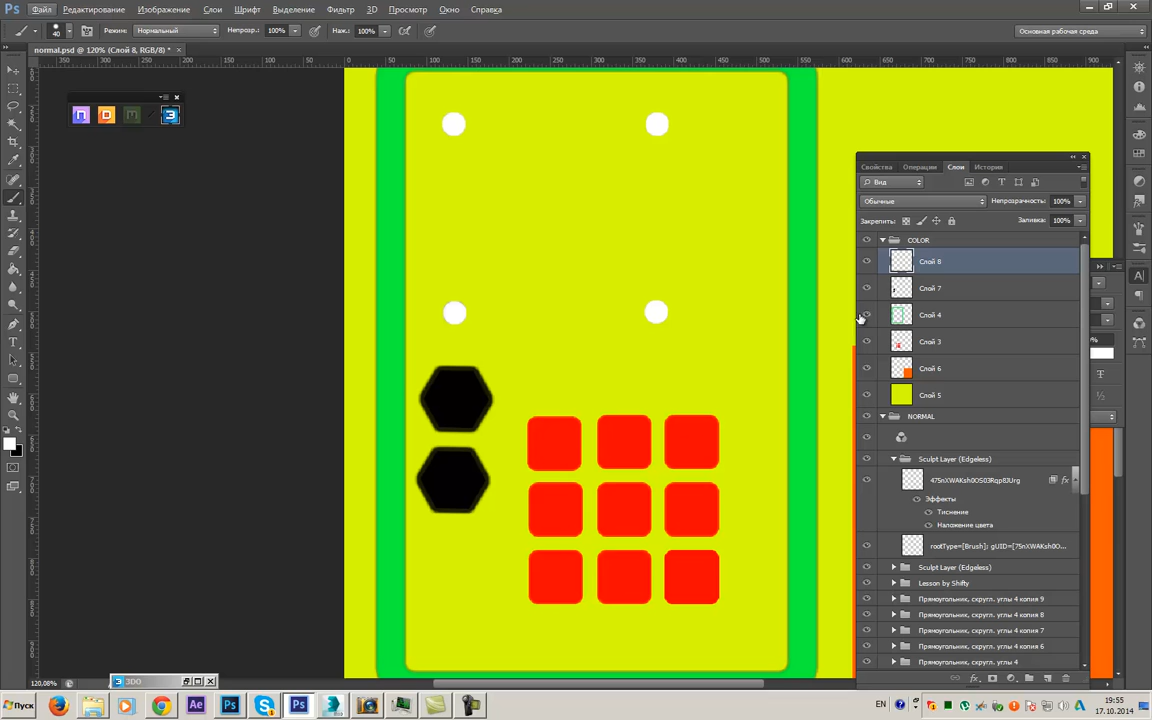 Ps Файл Редактирование Изображение Слои Шрифт Выделение Фильтр 3D Просмотр Окно Справка
40 Режим: Нормальный Непрозр.: 100% Наж.: 100% Основная рабочая среда
normal.psd @ 120% (Слой 8, RGB/8) *
Свойства Операции Слои История
Вид
Обычные Непрозрачность: 100%
Закрепить: Заливка: 100%
COLOR
Слой 8
Слой 7
Слой 4
Слой 3
Слой 6
Слой 5
NORMAL
Sculpt Layer (Edgeless)
Эффекты
Тиснение
Наложение цвета
Sculpt Layer (Edgeless)
Lesson by Shifty
Прямоугольник, скругл. углы 4 копия 9
Прямоугольник, скругл. углы 4 копия 8
Прямоугольник, скругл. углы 4 копия 7
Прямоугольник, скругл. углы 4 копия 6
Прямоугольник, скругл. углы 4
120,08%
3DO
Пуск EN 19:55
17.10.2014